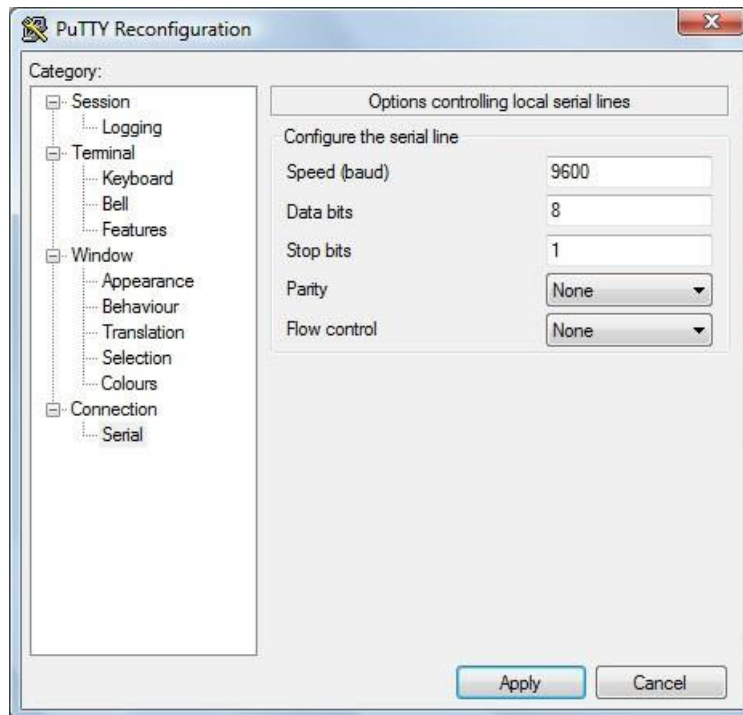 PuTTY Reconfiguration
Category:
Session
Logging
Terminal
Keyboard
Bell
Features
Window
Appearance
Behaviour
Translation
Selection
Colours
Connection
Serial
Options controlling local serial lines
Configure the serial line
Speed (baud) 9600
Data bits 8
Stop bits 1
Parity None
Flow control None
Apply Cancel